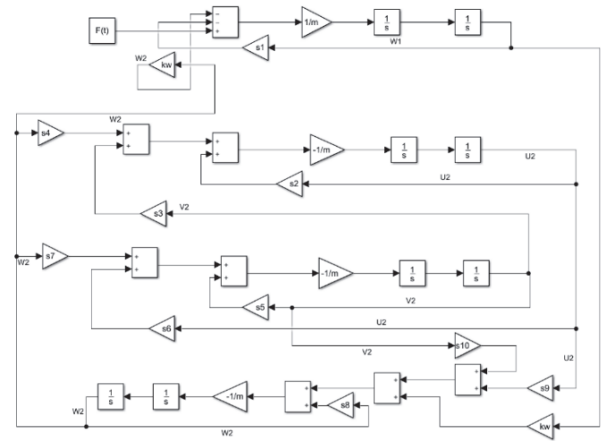 F(t)
−
−
+
1/m
1
s
1
s
W1
s1
W2
kw
W2
s4
+
+
+
+
-1/m
1
s
1
s
U2
s2
U2
V2
s3
W2
s7
+
+
+
+
-1/m
1
s
1
s
V2
s5
U2
s6
V2
s10
U2
+
+
s9
+
+
kw
+
+
s8
-1/m
1
s
1
s
W2
W2